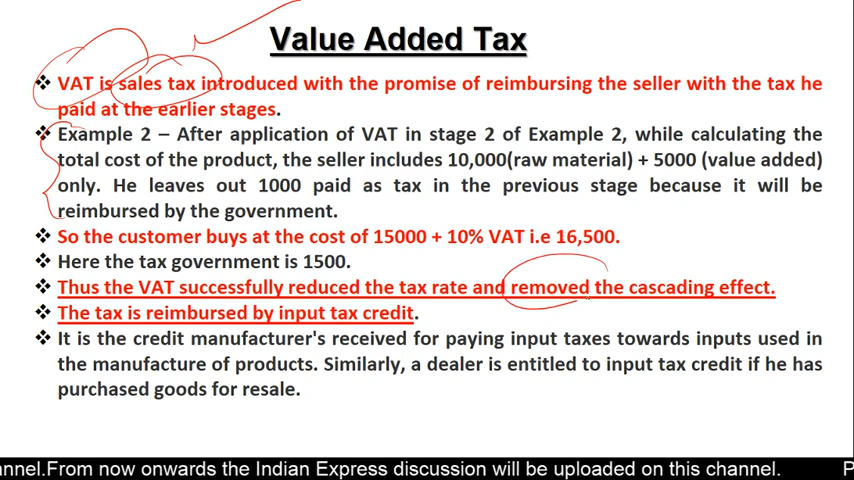 Value Added Tax
❖ VAT is sales tax introduced with the promise of reimbursing the seller with the tax he
paid at the earlier stages.
❖ Example 2 – After application of VAT in stage 2 of Example 2, while calculating the
total cost of the product, the seller includes 10,000(raw material) + 5000 (value added)
only. He leaves out 1000 paid as tax in the previous stage because it will be
reimbursed by the government.
❖ So the customer buys at the cost of 15000 + 10% VAT i.e 16,500.
❖ Here the tax government is 1500.
❖ Thus the VAT successfully reduced the tax rate and removed the cascading effect.
❖ The tax is reimbursed by input tax credit.
❖ It is the credit manufacturer's received for paying input taxes towards inputs used in
the manufacture of products. Similarly, a dealer is entitled to input tax credit if he has
purchased goods for resale.
annel.From now onwards the Indian Express discussion will be uploaded on this channel. P